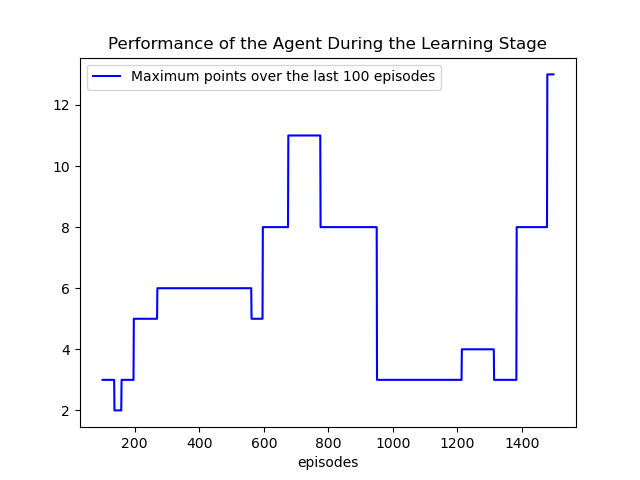 Performance of the Agent During the Learning Stage
Maximum points over the last 100 episodes
12
10
8
6
4
2
200 400 600 800 1000 1200 1400
episodes